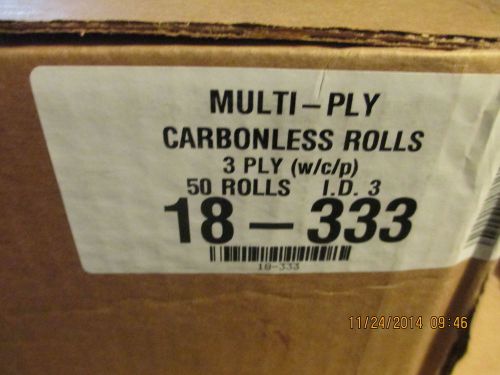 MULTI-PLY
CARBONLESS ROLLS
3 PLY (w/c/p)
50 ROLLS I.D. 3
18-333
18-333
11/24/2014 09:46